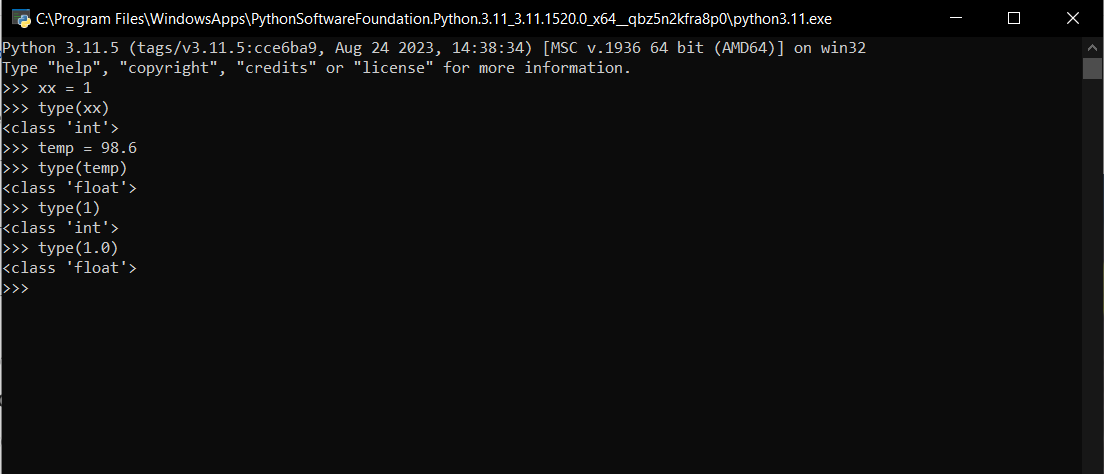 C:\Program Files\WindowsApps\PythonSoftwareFoundation.Python.3.11_3.11.1520.0_x64__qbz5n2kfra8p0\python3.11.exe
Python 3.11.5 (tags/v3.11.5:cce6ba9, Aug 24 2023, 14:38:34) [MSC v.1936 64 bit (AMD64)] on win32
Type "help", "copyright", "credits" or "license" for more information.
>>> xx = 1
>>> type(xx)
<class 'int'>
>>> temp = 98.6
>>> type(temp)
<class 'float'>
>>> type(1)
<class 'int'>
>>> type(1.0)
<class 'float'>
>>>